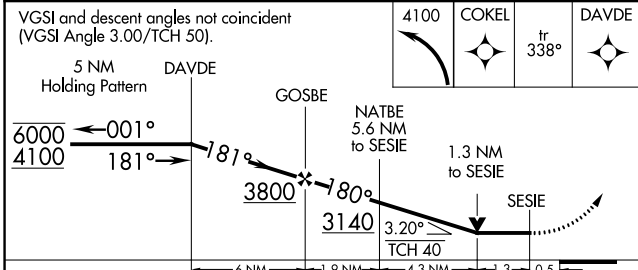 VGSI and descent angles not coincident
(VGSI Angle 3.00/TCH 50).
4100
COKEL
tr
338°
DAVDE
5 NM
Holding Pattern
DAVDE
GOSBE
NATBE
5.6 NM
to SESIE
1.3 NM
to SESIE
SESIE
6000
4100
001°
181°
181°
3800
180°
3140
3.20°
TCH 40
6 NM
1.9 NM
4.3 NM
1.3
0.5